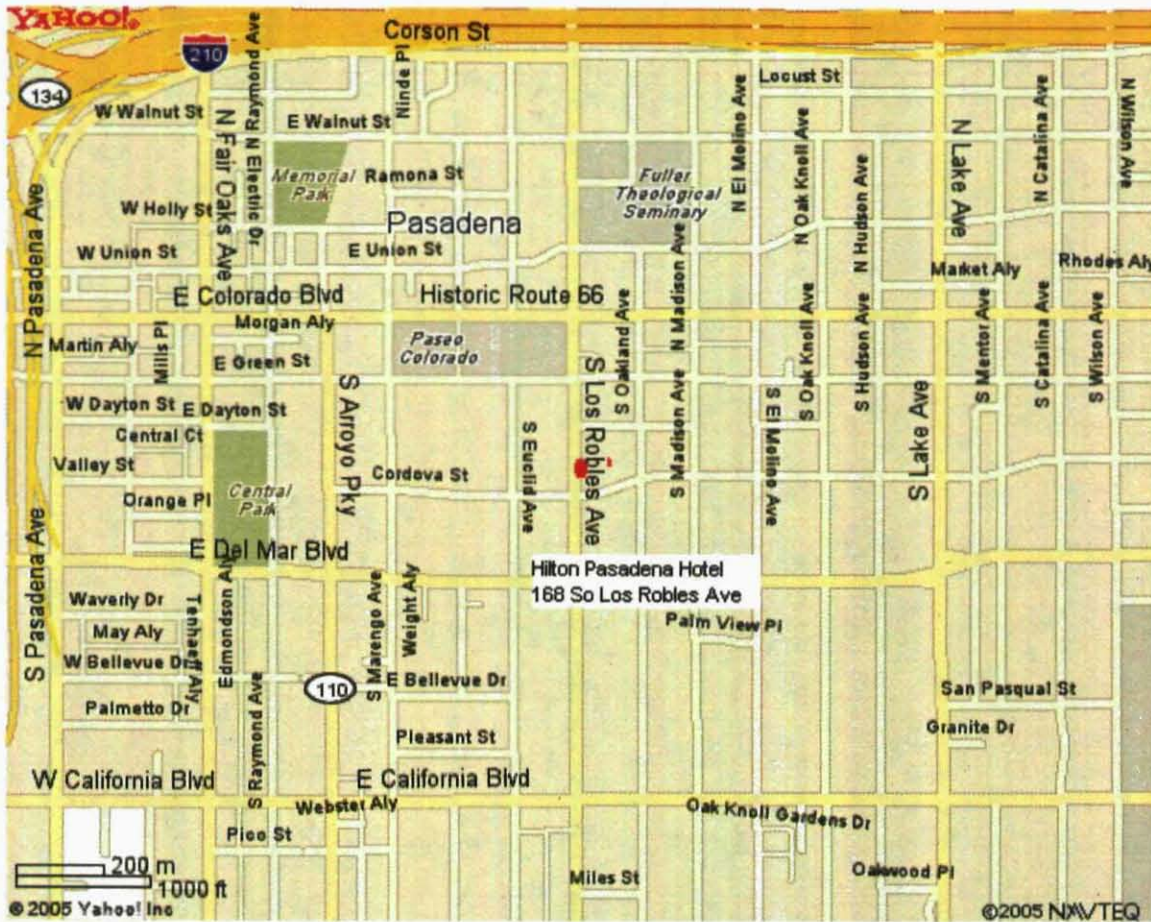 YAHOO!
Corson St
210
N Raymond Ave
Ninde Pl
Locust St
134
W Walnut St
E Walnut St
N Fair Oaks Ave
N Electric Dr
Memorial
Park
Ramona St
Fuller
Theological
Seminary
N El Molino Ave
N Oak Knoll Ave
N Hudson Ave
N Lake Ave
N Catalina Ave
N Wilson Ave
N Pasadena Ave
W Holly St
Pasadena
W Union St
E Union St
Market Aly
Rhodes Aly
E Colorado Blvd
Historic Route 66
Morgan Aly
Martin Aly
Mills Pl
E Green St
Paseo
Colorado
S Los Robles Ave
S Oakland Ave
N Madison Ave
S Oak Knoll Ave
S Hudson Ave
S Mentor Ave
S Catalina Ave
S Wilson Ave
W Dayton St
E Dayton St
S Arroyo Pky
Central Ct
Valley St
Orange Pl
Central
Park
Cordova St
S Euclid Ave
S Madison Ave
S El Molino Ave
S Lake Ave
E Del Mar Blvd
S Pasadena Ave
Hilton Pasadena Hotel
168 So Los Robles Ave
Waverly Dr
May Aly
W Bellevue Dr
Tenhaeff Aly
Edmondson Aly
S Marengo Ave
Weight Aly
Palm View Pl
110
E Bellevue Dr
San Pasqual St
Palmetto Dr
S Raymond Ave
Pleasant St
Granite Dr
W California Blvd
E California Blvd
Webster Aly
Oak Knoll Gardens Dr
Pico St
200 m
1000 ft
Miles St
Oakwood Pl
© 2005 Yahoo! Inc
©2005 NAVTEQ